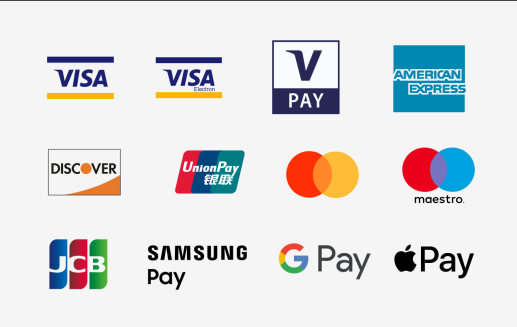 VISA
VISA
Electron
V
PAY
AMERICAN
EXPRESS
DISCOVER
UnionPay
银联
maestro.
JCB
SAMSUNG
Pay
G Pay
Pay